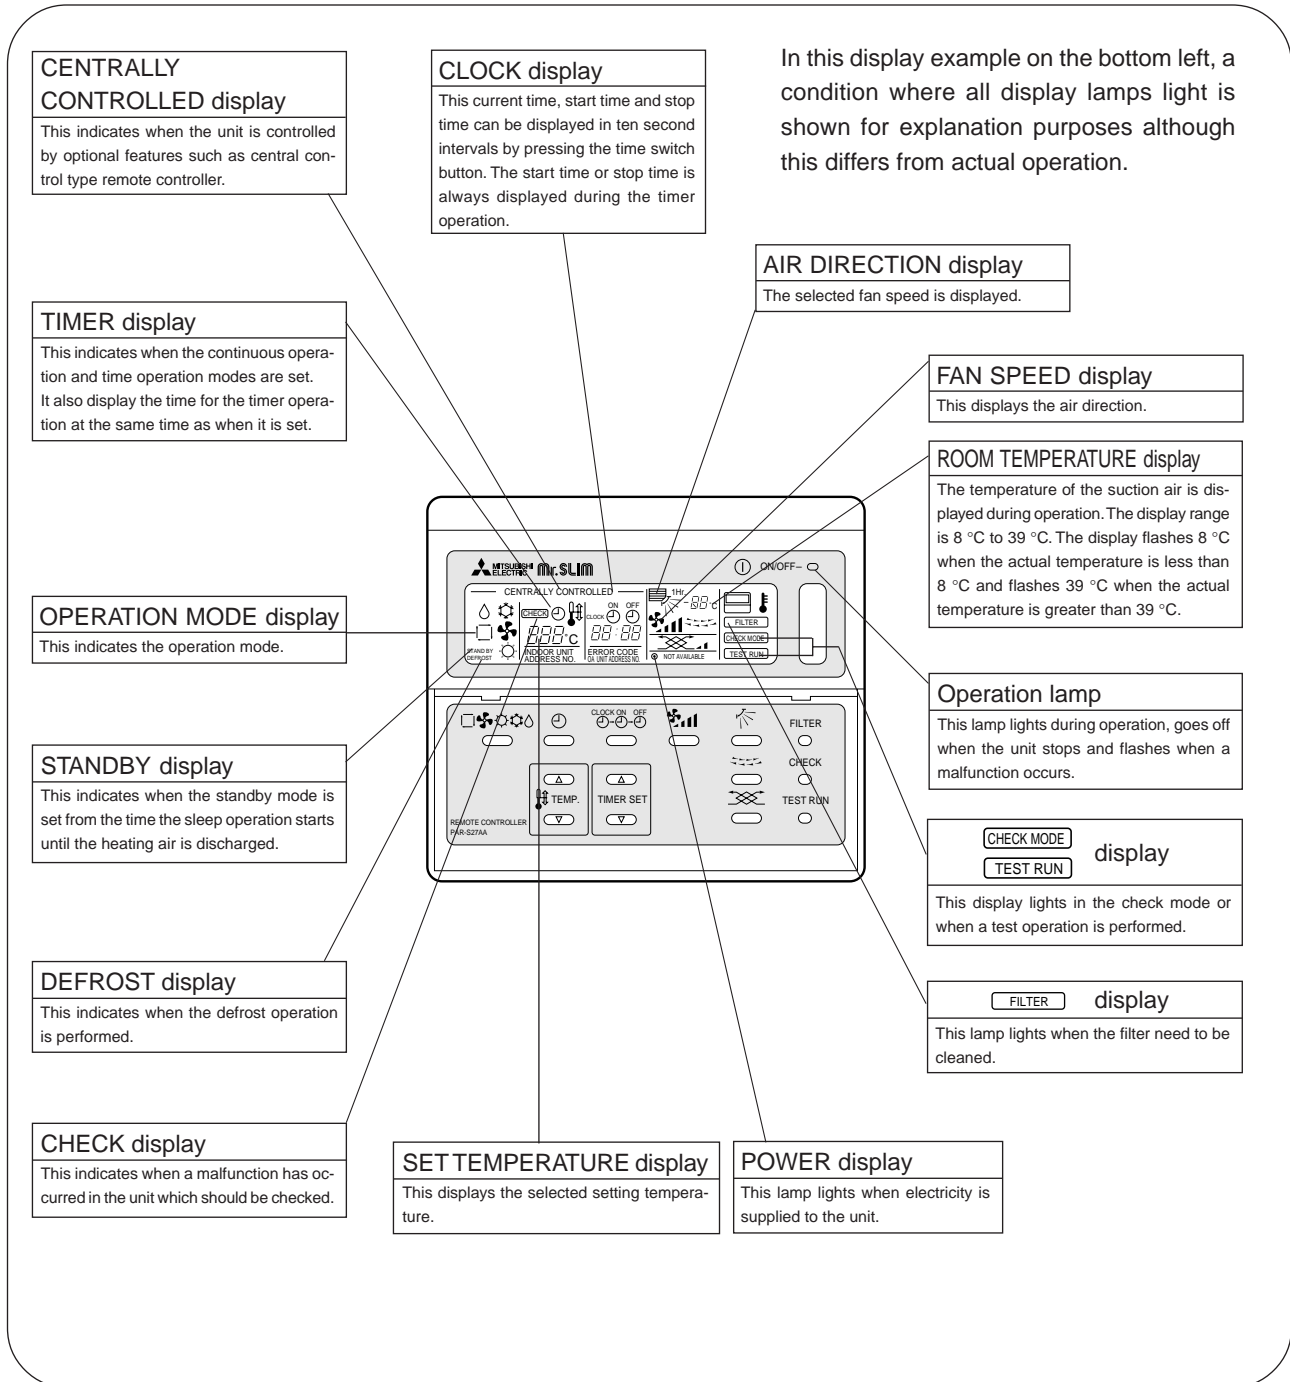 CENTRALLY
CONTROLLED display
This indicates when the unit is controlled
by optional features such as central con-
trol type remote controller.
CLOCK display
This current time, start time and stop
time can be displayed in ten second
intervals by pressing the time switch
button. The start time or stop time is
always displayed during the timer
operation.
In this display example on the bottom left, a
condition where all display lamps light is
shown for explanation purposes although
this differs from actual operation.
AIR DIRECTION display
The selected fan speed is displayed.
TIMER display
This indicates when the continuous opera-
tion and time operation modes are set.
It also display the time for the timer opera-
tion at the same time as when it is set.
FAN SPEED display
This displays the air direction.
ROOM TEMPERATURE display
The temperature of the suction air is dis-
played during operation. The display range
is 8 °C to 39 °C. The display flashes 8 °C
when the actual temperature is less than
8 °C and flashes 39 °C when the actual
temperature is greater than 39 °C.
OPERATION MODE display
This indicates the operation mode.
STANDBY display
This indicates when the standby mode is
set from the time the sleep operation starts
until the heating air is discharged.
DEFROST display
This indicates when the defrost operation
is performed.
CHECK display
This indicates when a malfunction has oc-
curred in the unit which should be checked.
MITSUBISHI
ELECTRIC
Mr.SLIM
ON/OFF
CENTRALLY CONTROLLED
ON OFF
1Hr.
CHECK
CLOCK
88:88
-88°C
888°C
FILTER
CHECK MODE
TEST RUN
STAND BY
DEFROST
INDOOR UNIT
ADDRESS NO.
ERROR CODE
OA UNIT ADDRESS NO.
NOT AVAILABLE
CLOCK ON OFF
FILTER
CHECK
TEST RUN
TEMP.
TIMER SET
REMOTE CONTROLLER
PAR-S27AA
Operation lamp
This lamp lights during operation, goes off
when the unit stops and flashes when a
malfunction occurs.
CHECK MODE
TEST RUN
display
This display lights in the check mode or
when a test operation is performed.
FILTER display
This lamp lights when the filter need to be
cleaned.
SET TEMPERATURE display
This displays the selected setting tempera-
ture.
POWER display
This lamp lights when electricity is
supplied to the unit.